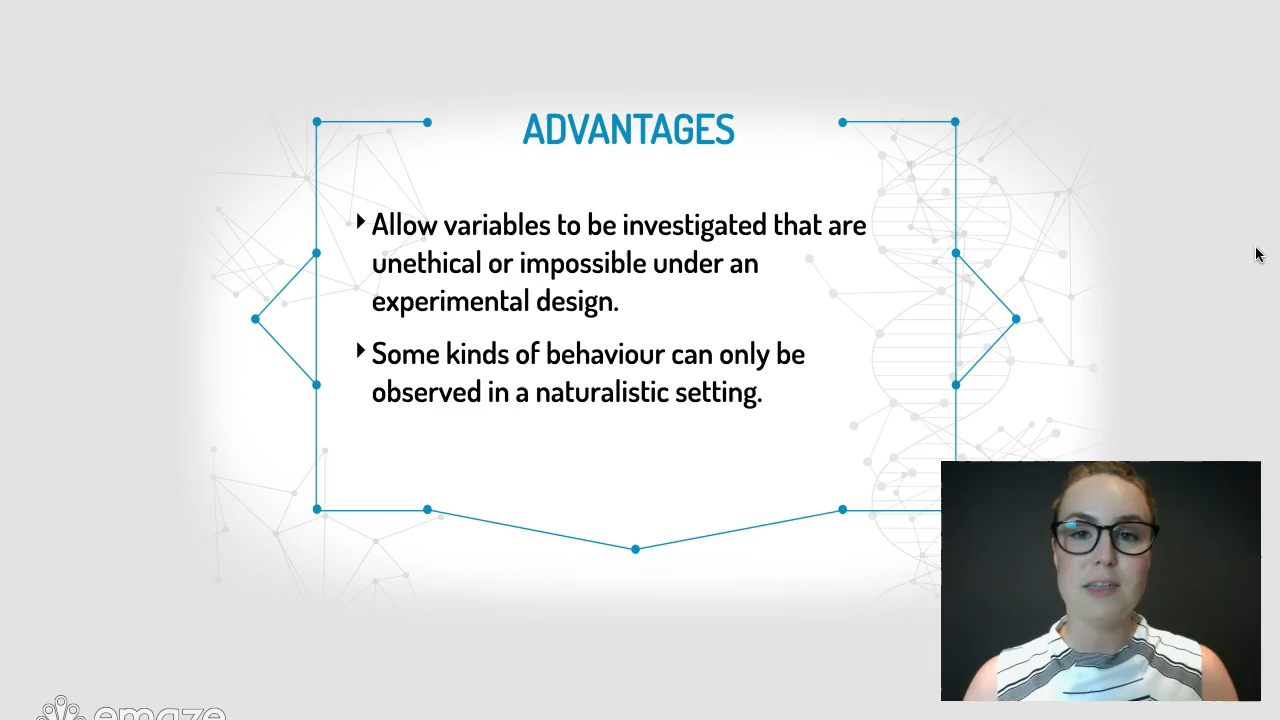 ADVANTAGES
Allow variables to be investigated that are
unethical or impossible under an
experimental design.
Some kinds of behaviour can only be
observed in a naturalistic setting.
emaze